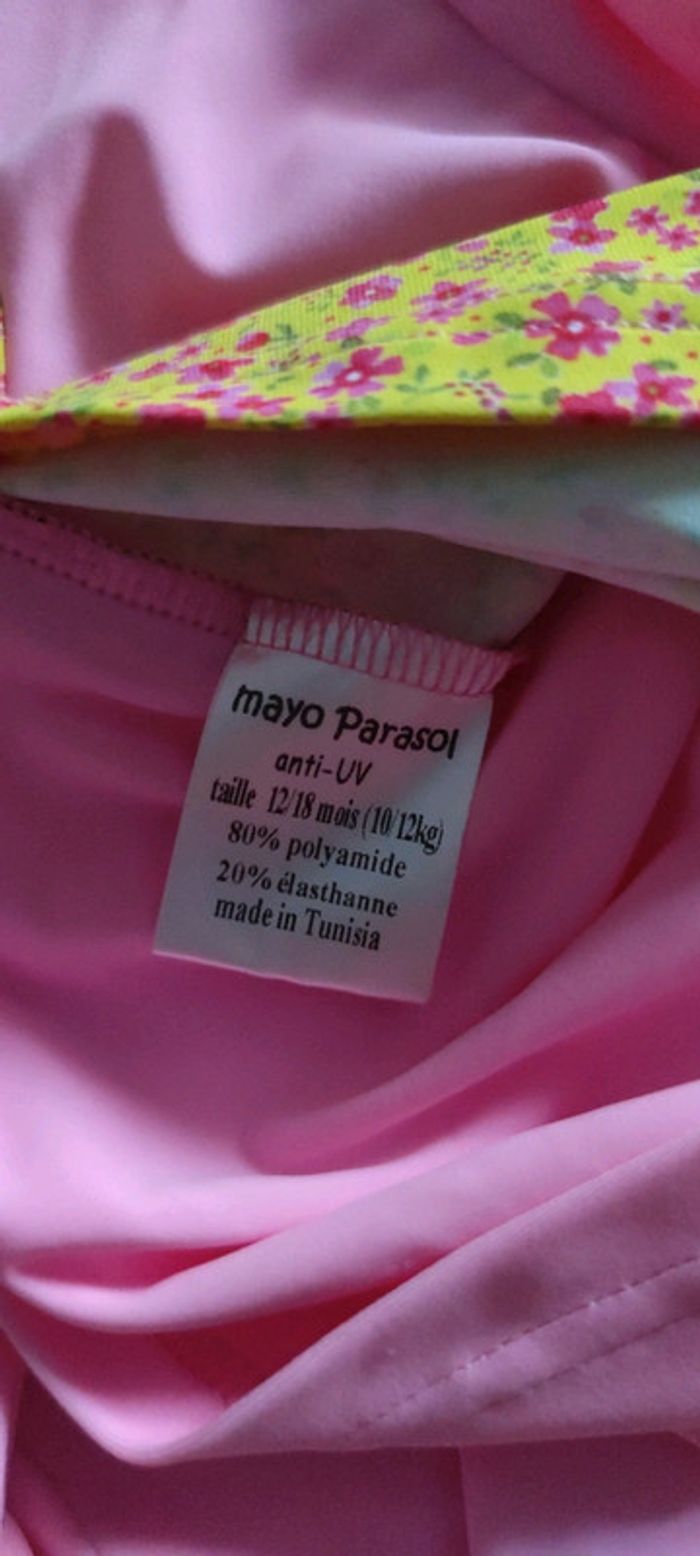 mayo Parasol
anti-UV
taille 12/18 mois (10/12kg)
80% polyamide
20% élasthanne
made in Tunisia